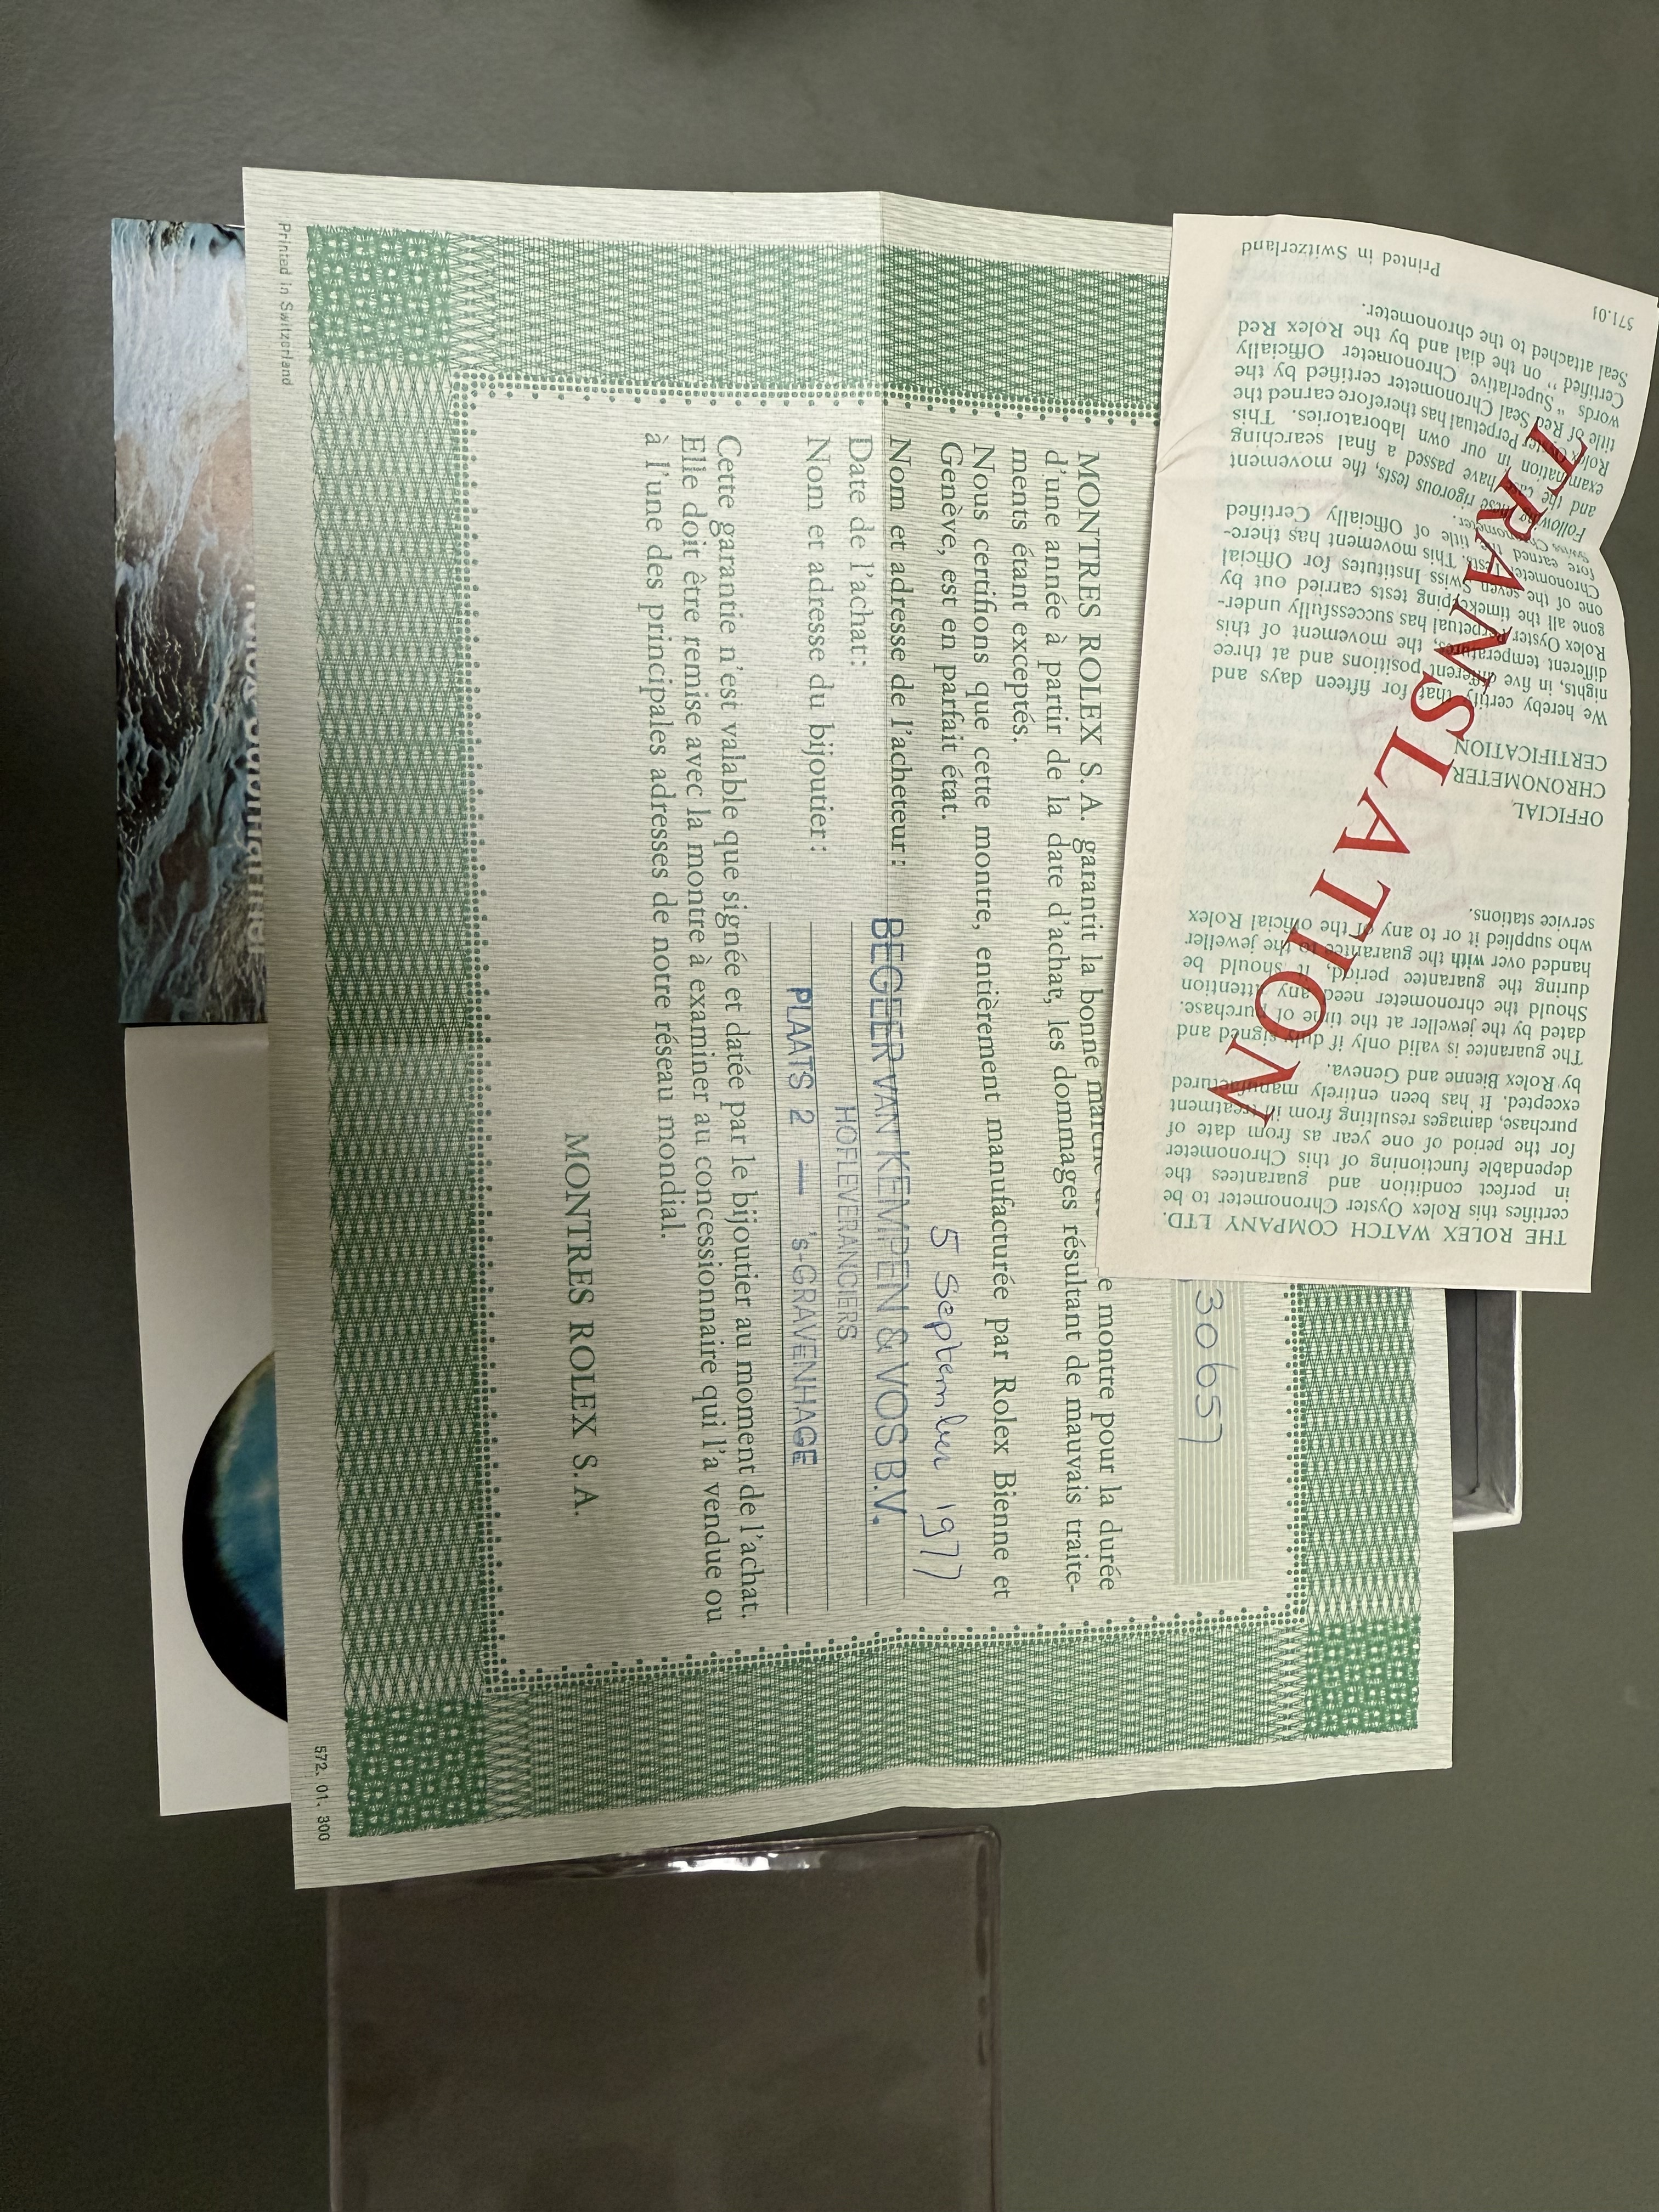 30657
MONTRES ROLEX S. A. garantit la bonne marche e montre pour la durée
d'une année à partir de la date d'achat, les dommages résultant de mauvais traite-
ments étant exceptés.
Nous certifions que cette montre, entièrement manufacturée par Rolex Bienne et
Genève, est en parfait état.
5 September 1977
Nom et adresse de l'acheteur:
BEGEER VAN KEMPEN & VOS B.V.
Date de l'achat:
HOFLEVERANCIERS
Nom et adresse du bijoutier:
PLAATS 2 — 's-GRAVENHAGE
Cette garantie n'est valable que signée et datée par le bijoutier au moment de l'achat.
Elle doit être remise avec la montre à examiner au concessionnaire qui l'a vendue ou
à l'une des principales adresses de notre réseau mondial.
MONTRES ROLEX S. A.
Printed in Switzerland
572. 01. 300
THE ROLEX WATCH COMPANY LTD.
certifies this Rolex Oyster Chronometer to be
in perfect condition and guarantees the
dependable functioning of this Chronometer
for the period of one year as from date of
purchase, damages resulting from ill treatment
excepted. It has been entirely manufactured
by Rolex Bienne and Geneva.
The guarantee is valid only if duly signed and
dated by the jeweller at the time of purchase.
Should the chronometer need any attention
during the guarantee period, it should be
handed over with the guarantee to the jeweller
who supplied it or to any of the official Rolex
service stations.
OFFICIAL
CHRONOMETER
CERTIFICATION
We hereby certify that for fifteen days and
nights, in five different positions and at three
different temperatures, the movement of this
Rolex Oyster Perpetual has successfully under-
gone all the timekeeping tests carried out by
one of the seven Swiss Institutes for Official
Chronometer Tests. This movement has there-
fore earned the title of Officially Certified
Swiss Chronometer.
Following these rigorous tests, the movement
and the case have passed a final searching
examination in our own laboratories. This
Rolex Oyster Perpetual has therefore earned the
title of Red Seal Chronometer certified by the
words "Superlative Chronometer Officially
Certified" on the dial and by the Rolex Red
Seal attached to the chronometer.
571.01
Printed in Switzerland
TRANSLATION